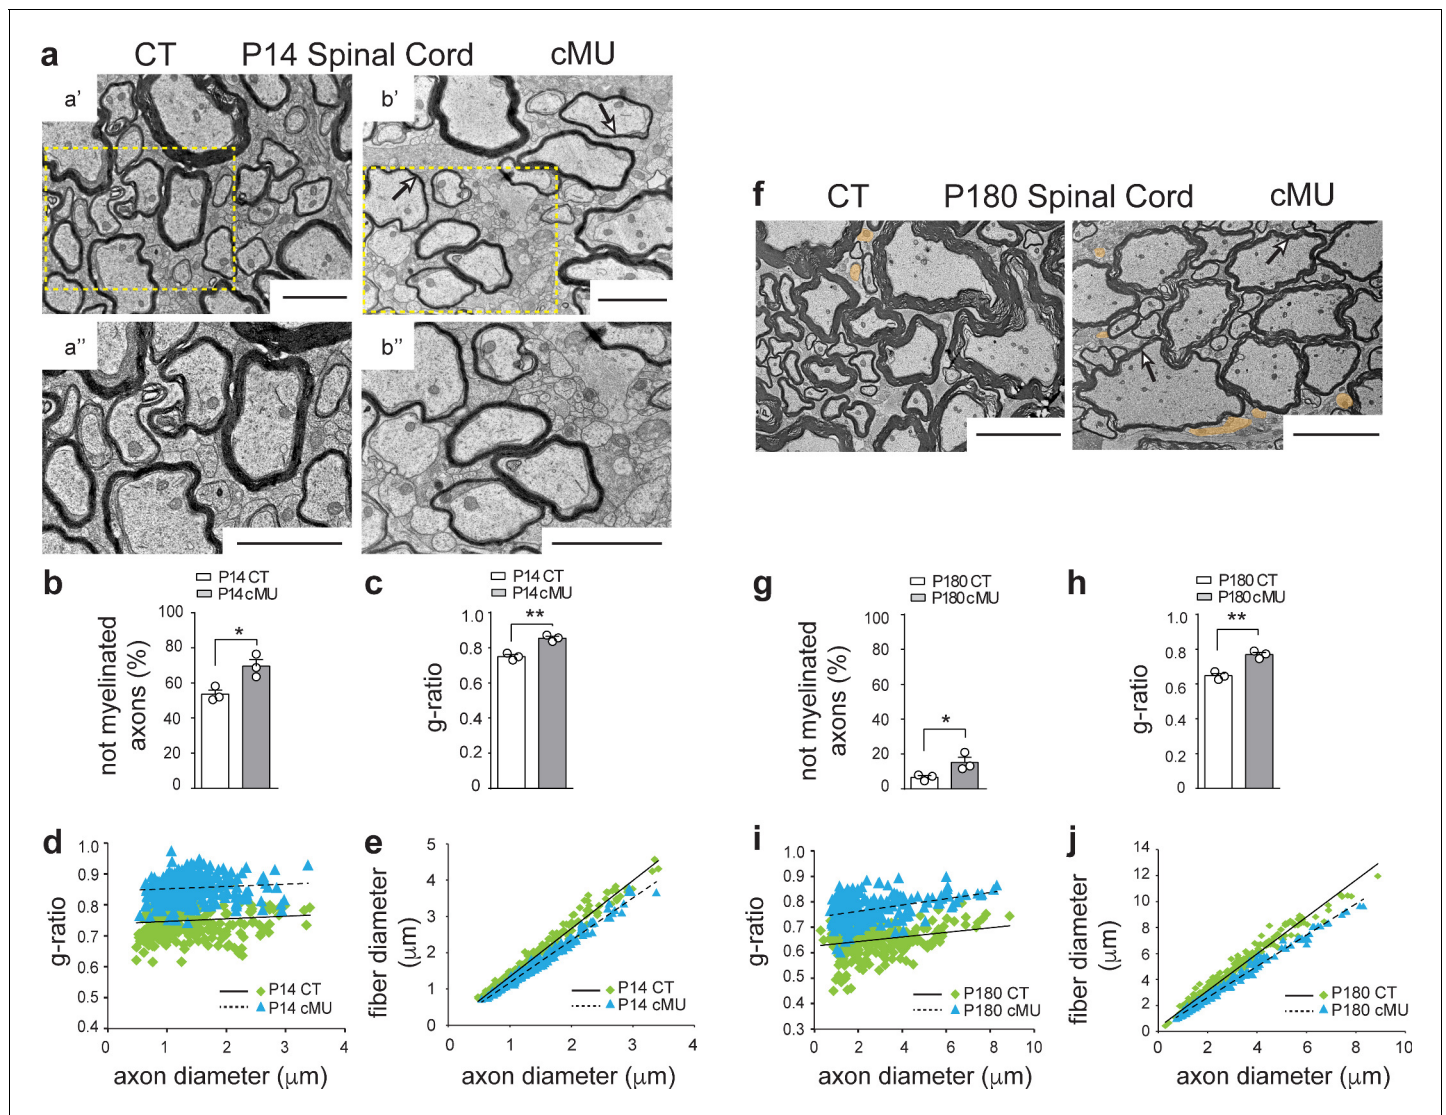 a CT P14 Spinal Cord cMU
a' b'
a'' b''
f CT P180 Spinal Cord cMU
b P14 CT
P14 cMU
not myelinated
axons (%)
100
80
60
40
20
0
*
c P14 CT
P14 cMU
g-ratio
1.0
0.8
0.6
0.4
0.2
0
**
g P180 CT
P180 cMU
not myelinated
axons (%)
100
80
60
40
20
0
*
h P180 CT
P180 cMU
g-ratio
1.0
0.8
0.6
0.4
0.2
0
**
d
g-ratio
1.0
0.9
0.8
0.7
0.6
0.5
0.4
P14 CT
P14 cMU
0 1 2 3 4
axon diameter (μm)
e
fiber diameter
(μm)
5
4
3
2
1
0
P14 CT
P14 cMU
0 1 2 3 4
axon diameter (μm)
i
g-ratio
1.0
0.9
0.8
0.7
0.6
0.5
0.4
0.3
P180 CT
P180 cMU
0 2 4 6 8 10
axon diameter (μm)
j
fiber diameter
(μm)
14
12
10
8
6
4
2
0
P180 CT
P180 cMU
0 2 4 6 8 10
axon diameter (μm)